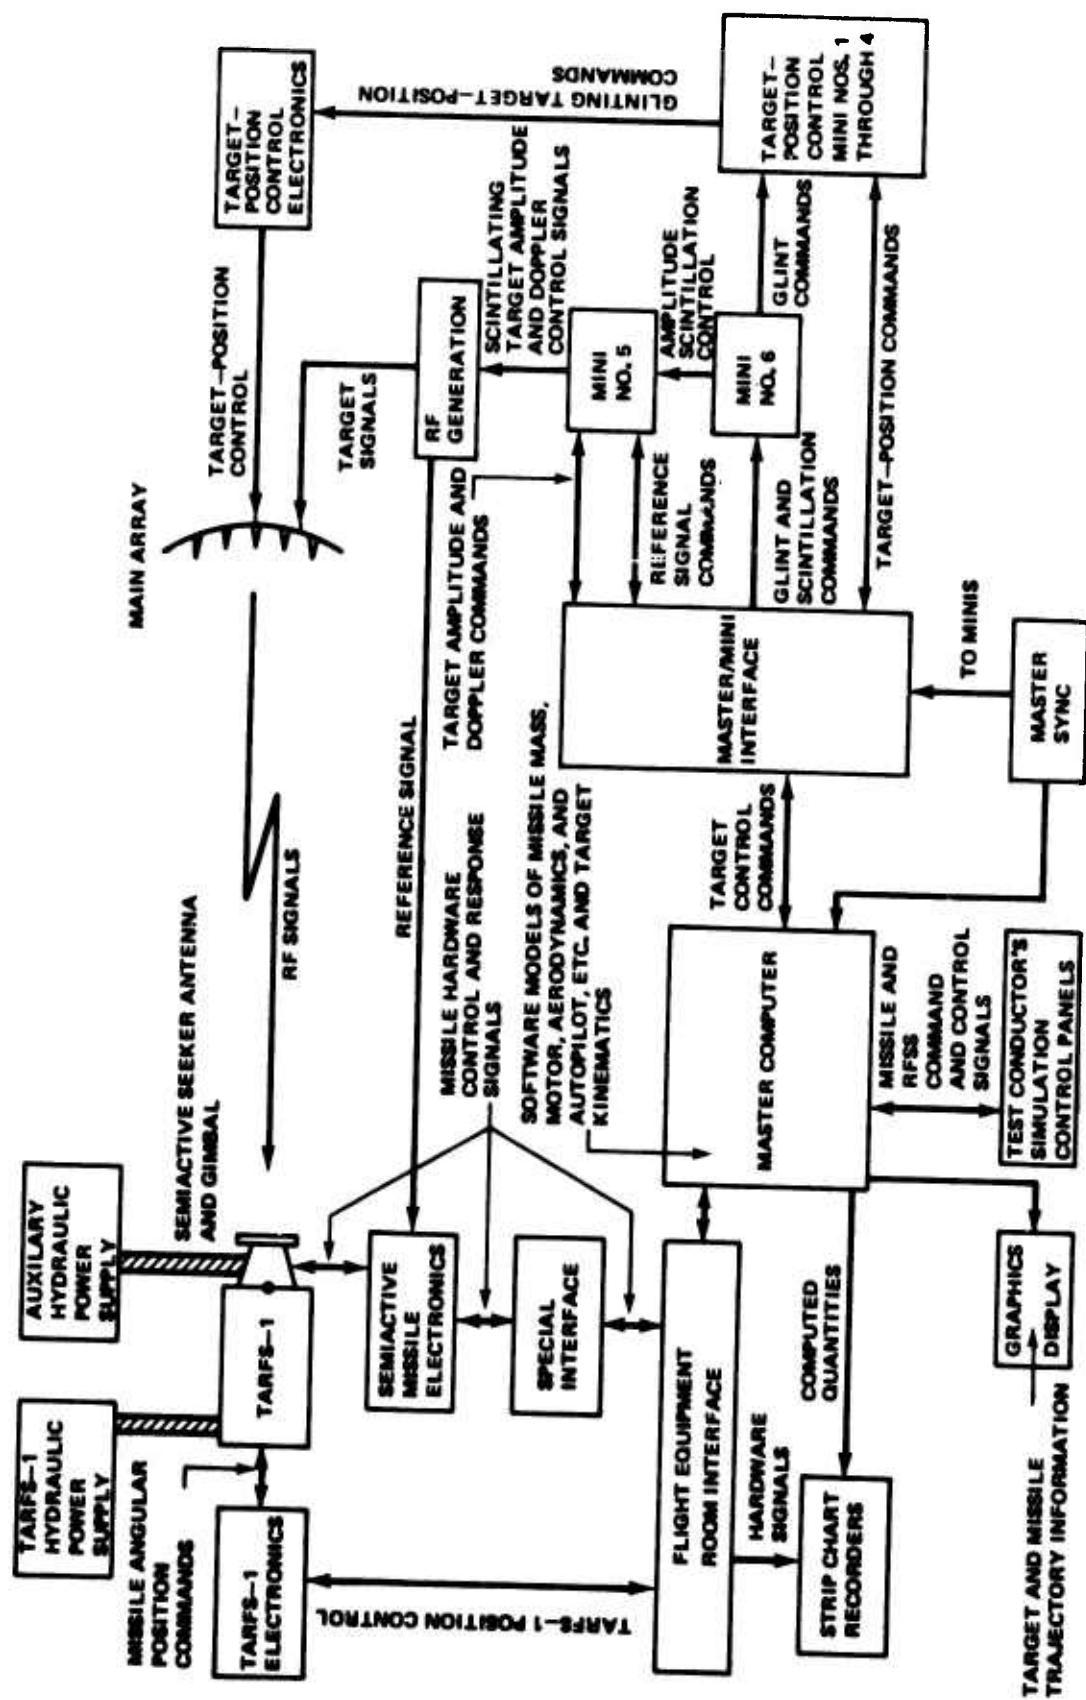 TARFS-1
HYDRAULIC
POWER
SUPPLY
AUXILARY
HYDRAULIC
POWER
SUPPLY
MISSILE ANGULAR
POSITION
COMMANDS
SEMIACTIVE SEEKER ANTENNA
AND GIMBAL
MAIN ARRAY
TARGET-POSITION
CONTROL
TARGET-
POSITION
CONTROL
ELECTRONICS
TARFS-1
ELECTRONICS
TARFS-1
RF SIGNALS
TARGET
SIGNALS
GLINTING TARGET-POSITION
COMMANDS
TARFS-1 POSITION CONTROL
SEMIACTIVE
MISSILE
ELECTRONICS
REFERENCE SIGNAL
RF
GENERATION
SCINTILLATING
TARGET AMPLITUDE
AND DOPPLER
CONTROL SIGNALS
MISSILE HARDWARE
CONTROL AND RESPONSE
SIGNALS
TARGET AMPLITUDE AND
DOPPLER COMMANDS
SPECIAL
INTERFACE
SOFTWARE MODELS OF MISSILE MASS,
MOTOR, AERODYNAMICS, AND
AUTOPILOT, ETC. AND TARGET
KINEMATICS
MINI
NO. 5
REFERENCE
SIGNAL
COMMANDS
AMPLITUDE
SCINTILLATION
CONTROL
FLIGHT EQUIPMENT
ROOM INTERFACE
MASTER COMPUTER
TARGET
CONTROL
COMMANDS
MASTER/MINI
INTERFACE
GLINT AND
SCINTILLATION
COMMANDS
MINI
NO. 6
GLINT
COMMANDS
TARGET-
POSITION
CONTROL
MINI NOS. 1
THROUGH 4
HARDWARE
SIGNALS
COMPUTED
QUANTITIES
TARGET-POSITION COMMANDS
STRIP CHART
RECORDERS
MISSILE AND
RFSS
COMMAND
AND CONTROL
SIGNALS
TO MINIS
TARGET AND MISSILE
TRAJECTORY INFORMATION
GRAPHICS
DISPLAY
TEST CONDUCTOR'S
SIMULATION
CONTROL PANELS
MASTER
SYNC